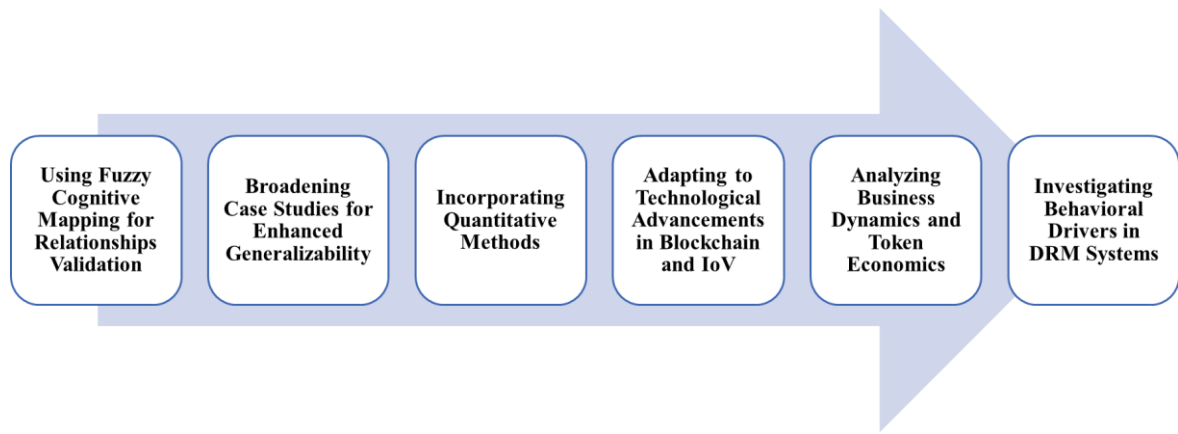 Using Fuzzy
Cognitive
Mapping for
Relationships
Validation
Broadening
Case Studies for
Enhanced
Generalizability
Incorporating
Quantitative
Methods
Adapting to
Technological
Advancements
in Blockchain
and IoV
Analyzing
Business
Dynamics and
Token
Economics
Investigating
Behavioral
Drivers in
DRM Systems